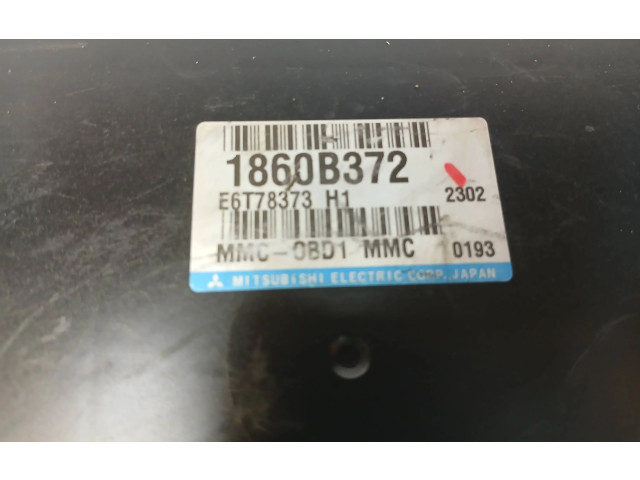 1860B372
E6T78373 H1 2302
MMC-OBD1 MMC 0193
MITSUBISHI ELECTRIC CORP. JAPAN